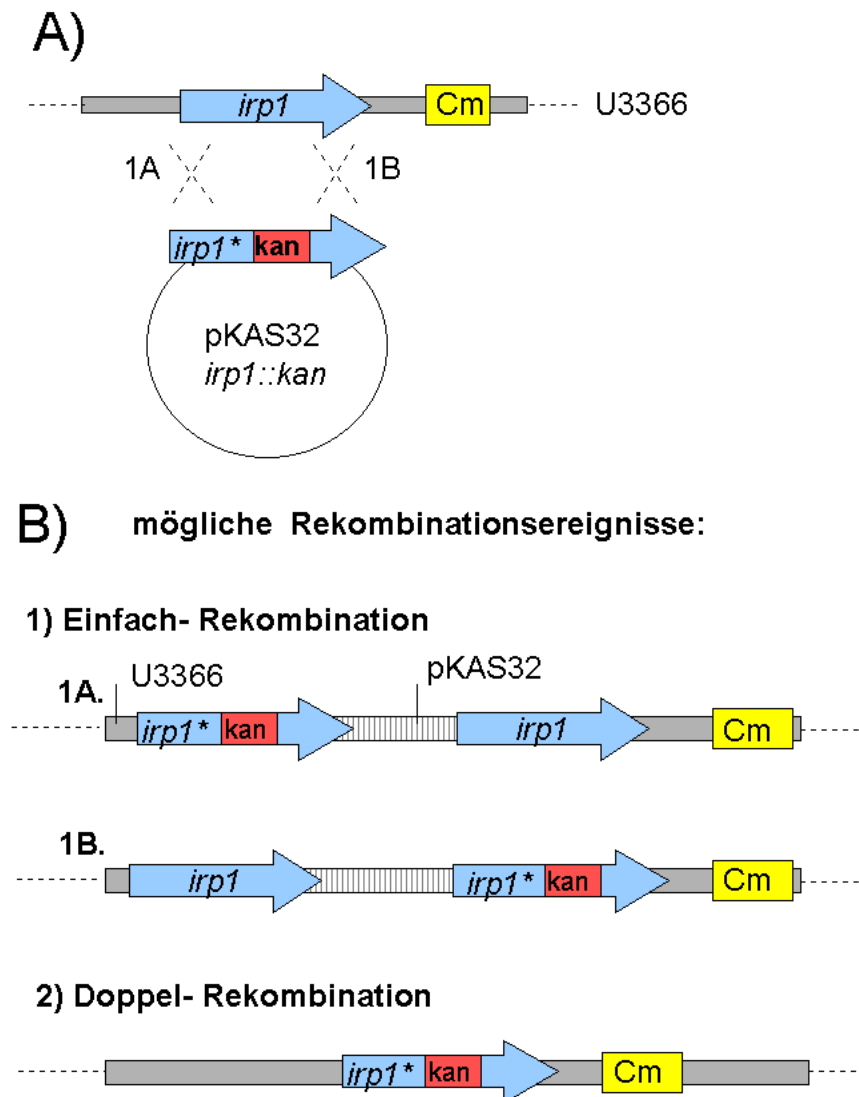 A)
irp1 Cm U3366
1A 1B
irp1* kan
pKAS32
irp1::kan
B) mögliche Rekombinationsereignisse:
1) Einfach- Rekombination
U3366 pKAS32
1A.
irp1* kan irp1 Cm
1B.
irp1 irp1* kan Cm
2) Doppel- Rekombination
irp1* kan Cm